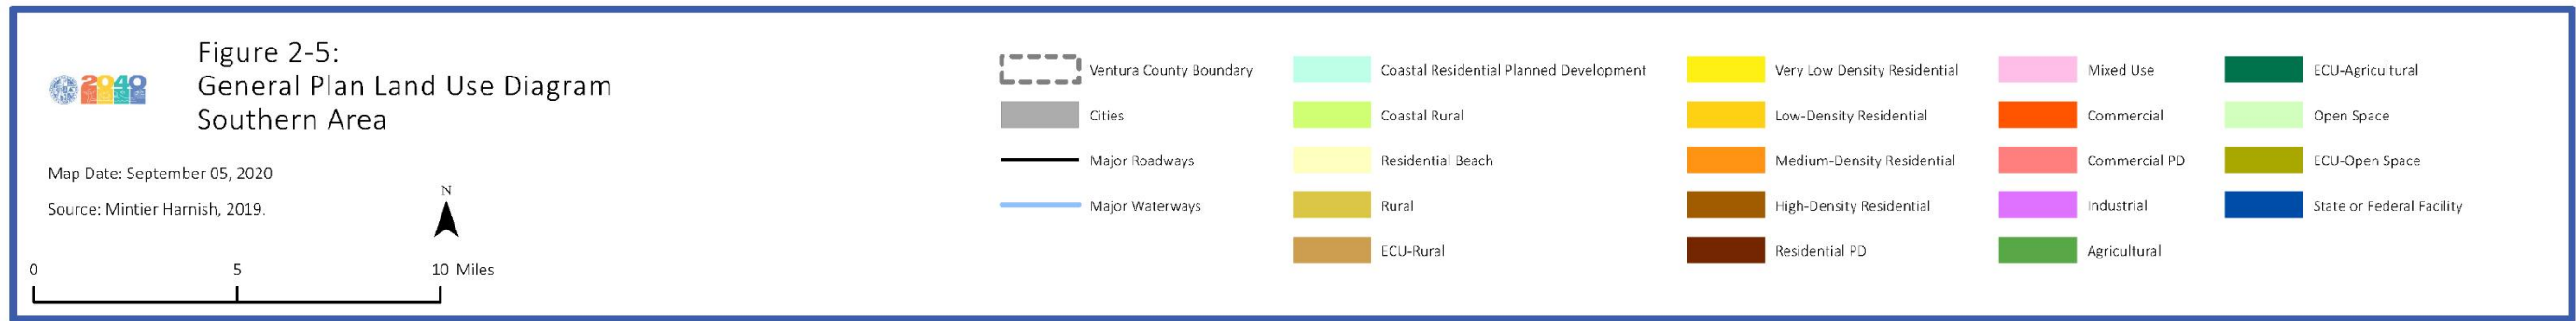 2040
Figure 2-5:
General Plan Land Use Diagram
Southern Area
Map Date: September 05, 2020
Source: Mintier Harnish, 2019.
N
0 5 10 Miles
Ventura County Boundary
Cities
Major Roadways
Major Waterways
Coastal Residential Planned Development
Coastal Rural
Residential Beach
Rural
ECU-Rural
Very Low Density Residential
Low-Density Residential
Medium-Density Residential
High-Density Residential
Residential PD
Mixed Use
Commercial
Commercial PD
Industrial
Agricultural
ECU-Agricultural
Open Space
ECU-Open Space
State or Federal Facility